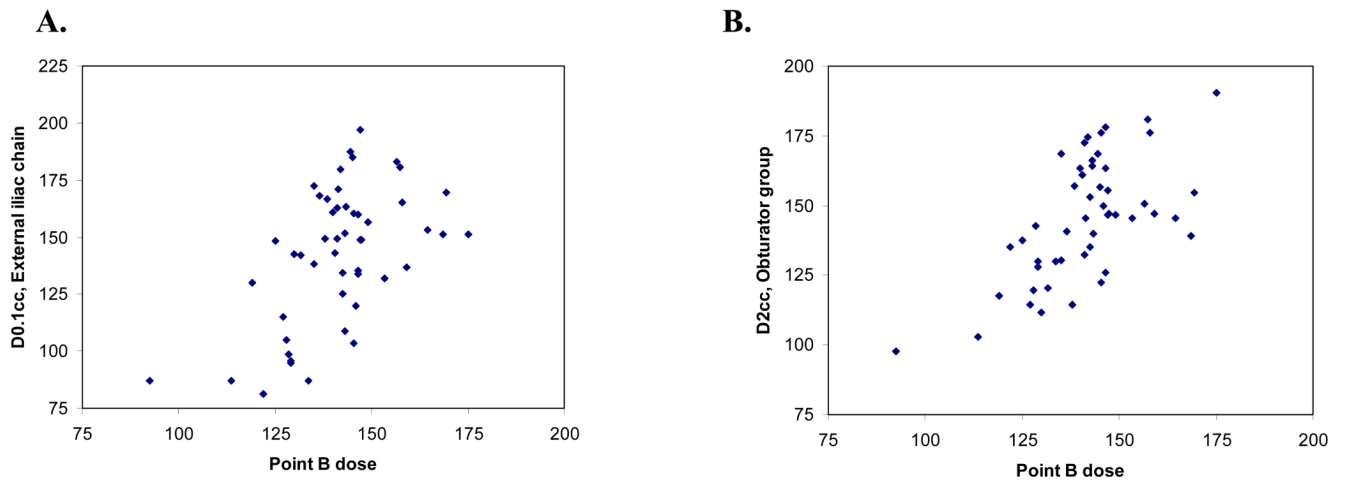 A.
B.
225
200
175
150
125
100
75
D0.1cc, External iliac chain
75 100 125 150 175 200
Point B dose
200
175
150
125
100
75
D2cc, Obturator group
75 100 125 150 175 200
Point B dose